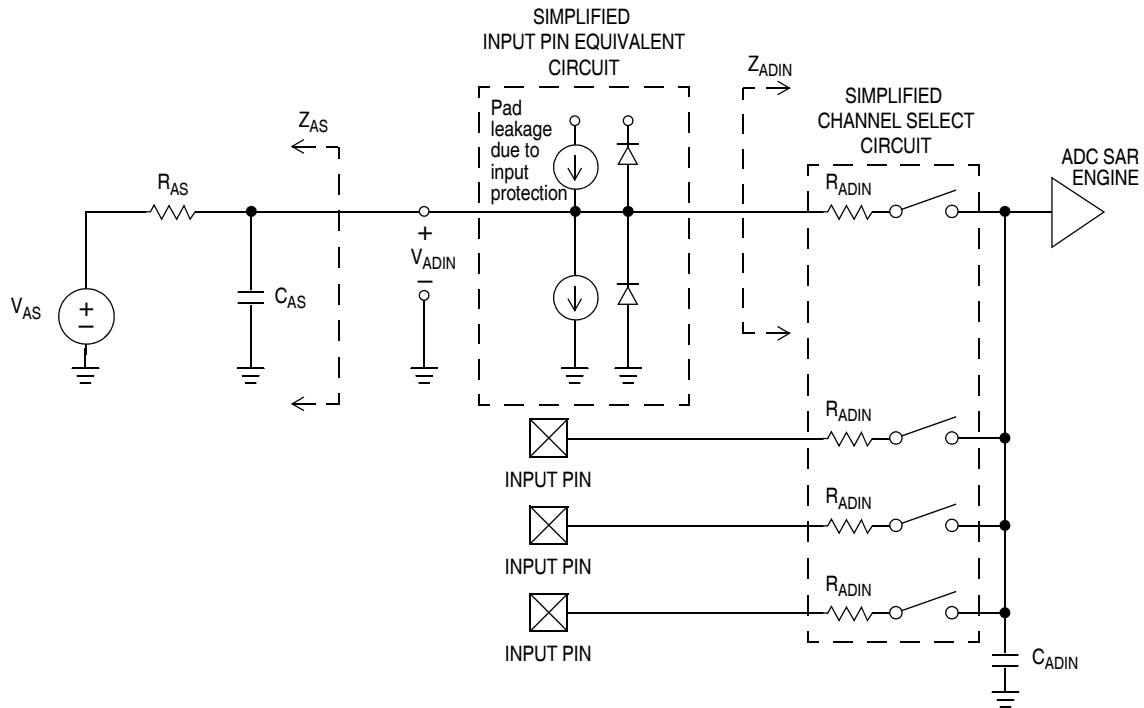 SIMPLIFIED
INPUT PIN EQUIVALENT
CIRCUIT
Z_ADIN
SIMPLIFIED
CHANNEL SELECT
CIRCUIT
Pad
leakage
due to
input
protection
Z_AS
R_AS
R_ADIN
ADC SAR
ENGINE
+
V_ADIN
−
V_AS
+
−
C_AS
R_ADIN
INPUT PIN
R_ADIN
INPUT PIN
R_ADIN
INPUT PIN
C_ADIN